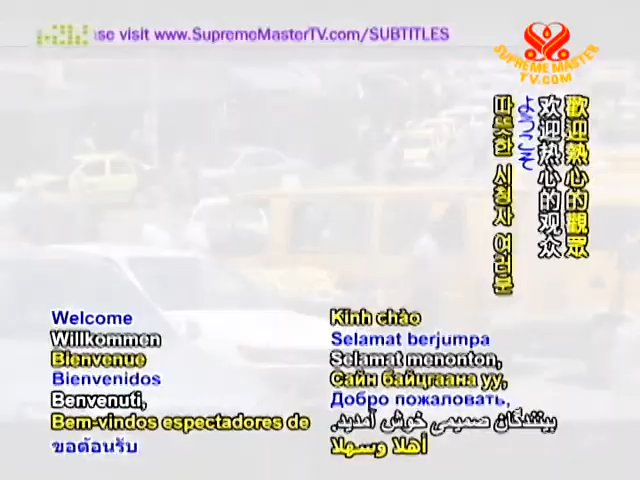 se visit www.SupremeMasterTV.com/SUBTITLES
SUPREME MASTER
TV.COM
歡迎熱心的觀眾
欢迎热心的观众
ようこそ
따뜻한 시청자 여러분
Welcome
Willkommen
Bienvenue
Bienvenidos
Benvenuti,
Bem-vindos espectadores de
ขอต้อนรับ
Kính chào
Selamat berjumpa
Selamat menonton,
Сайн байцгаана уу,
Добро пожаловать,
بینندگان صمیمی خوش آمدید.
أهلا وسهلا